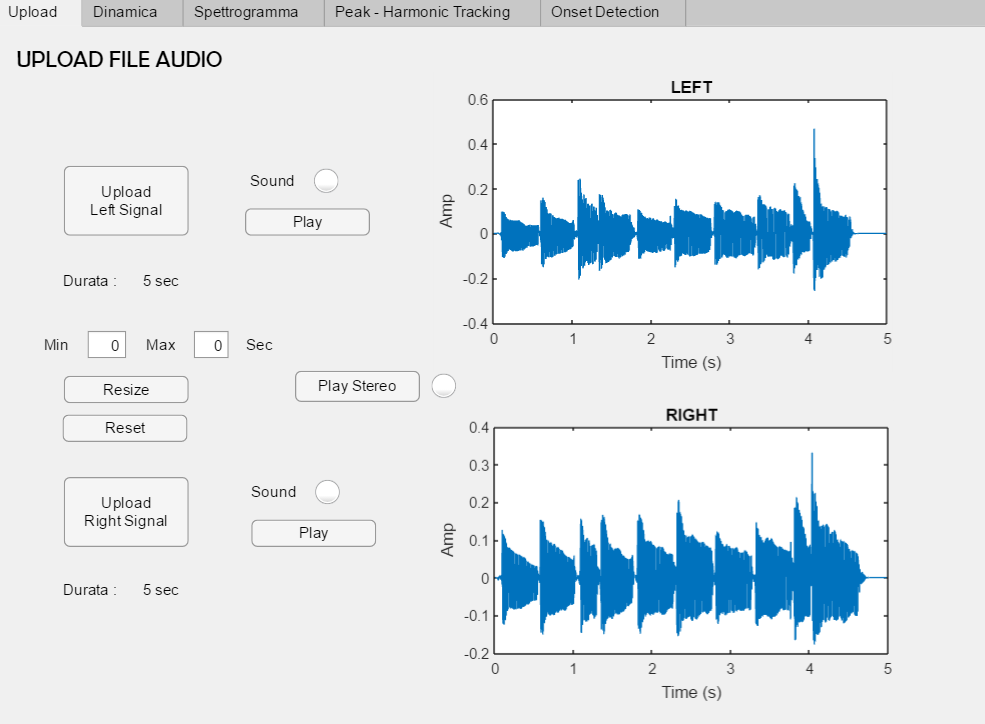 Upload Dinamica Spettrogramma Peak - Harmonic Tracking Onset Detection
UPLOAD FILE AUDIO
Upload
Left Signal
Sound
Play
Durata : 5 sec
Min 0 Max 0 Sec
Resize
Reset
Play Stereo
Upload
Right Signal
Sound
Play
Durata : 5 sec
LEFT
0.6
0.4
0.2
0
-0.2
-0.4
Amp
0 1 2 3 4 5
Time (s)
RIGHT
0.4
0.3
0.2
0.1
0
-0.1
-0.2
Amp
0 1 2 3 4 5
Time (s)